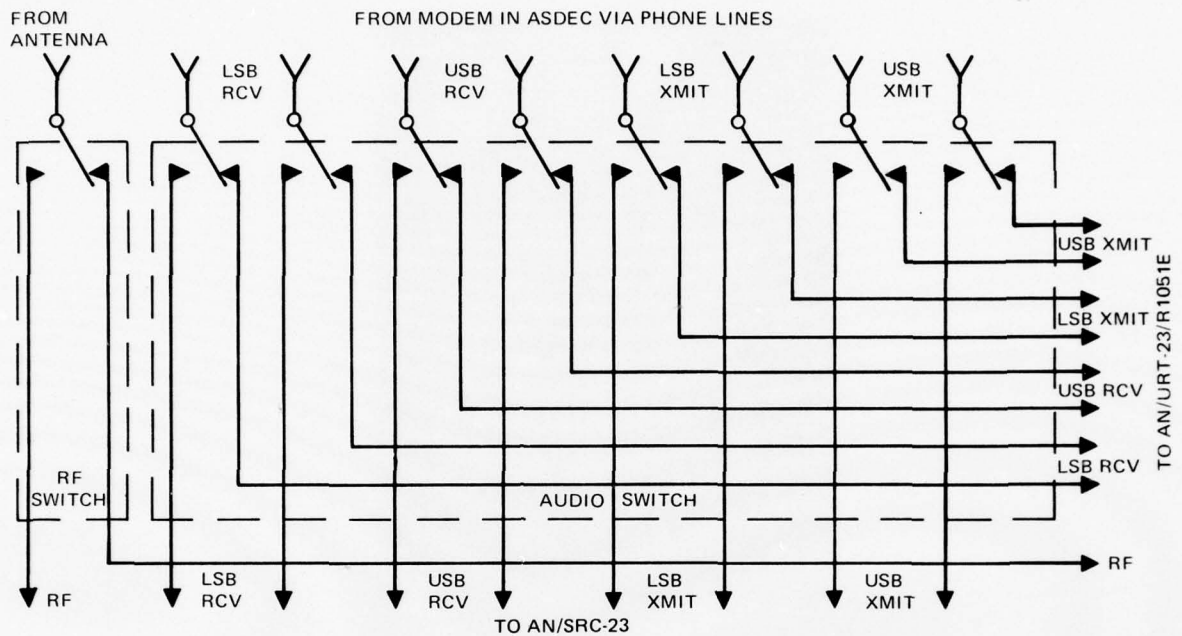 FROM
ANTENNA
FROM MODEM IN ASDEC VIA PHONE LINES
LSB
RCV
USB
RCV
LSB
XMIT
USB
XMIT
USB XMIT
LSB XMIT
USB RCV
LSB RCV
TO AN/URT-23/R1051E
RF
SWITCH
AUDIO SWITCH
RF
RF
LSB
RCV
USB
RCV
LSB
XMIT
USB
XMIT
TO AN/SRC-23